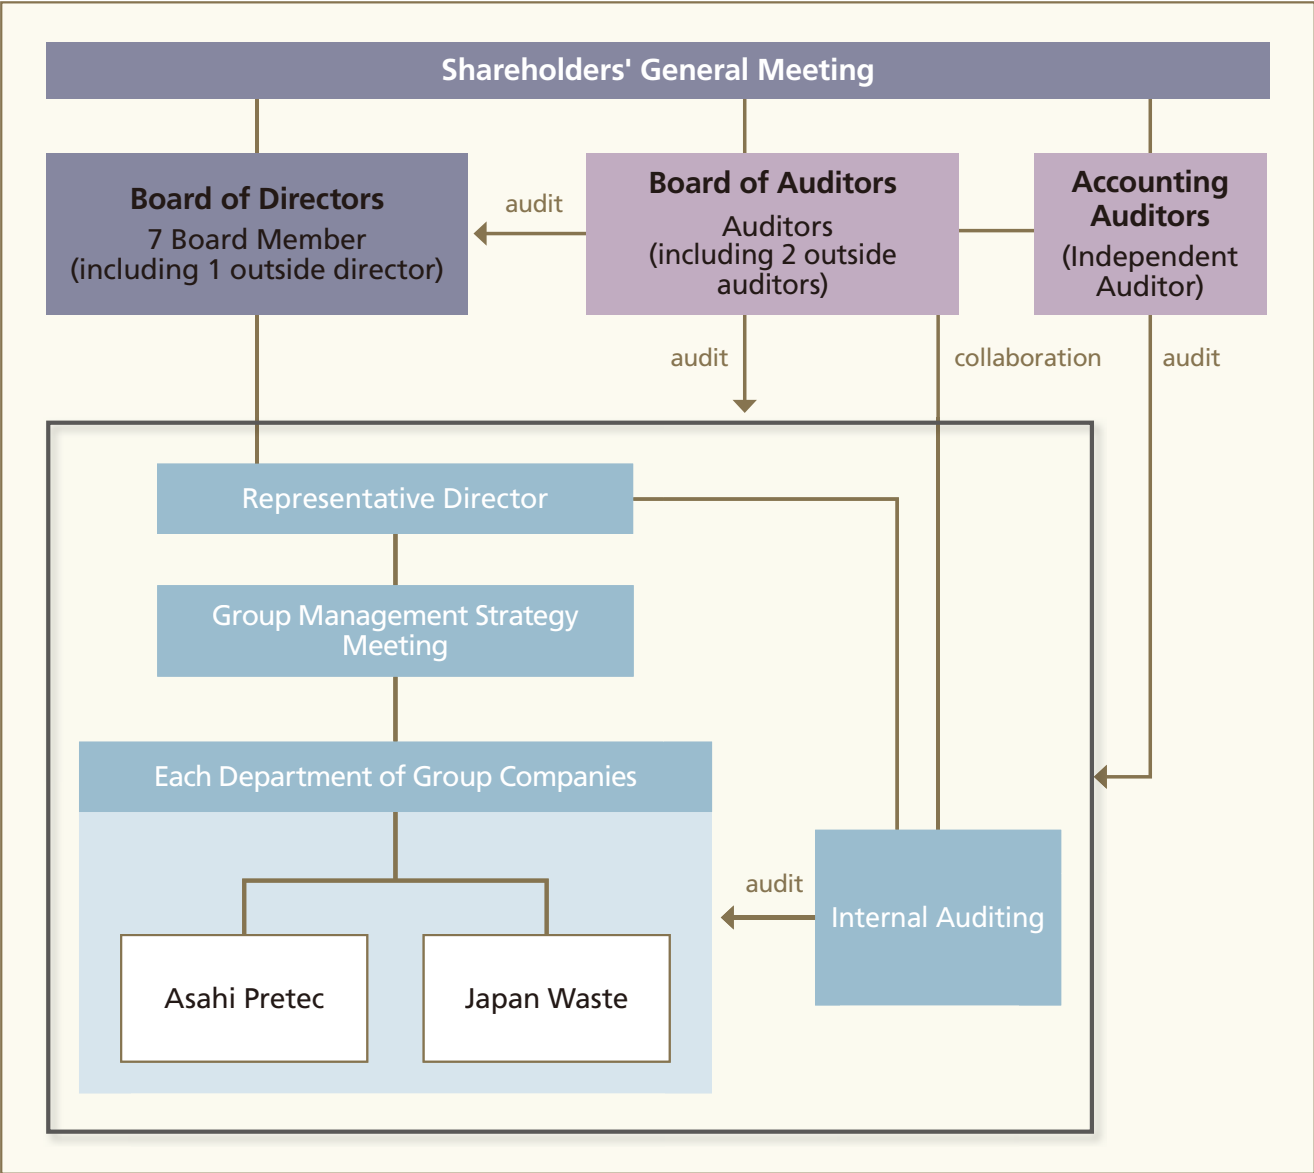 Shareholders' General Meeting
Board of Directors
7 Board Member
(including 1 outside director)
audit
Board of Auditors
Auditors
(including 2 outside
auditors)
Accounting
Auditors
(Independent
Auditor)
audit
collaboration
audit
Representative Director
Group Management Strategy
Meeting
Each Department of Group Companies
Asahi Pretec
Japan Waste
audit
Internal Auditing